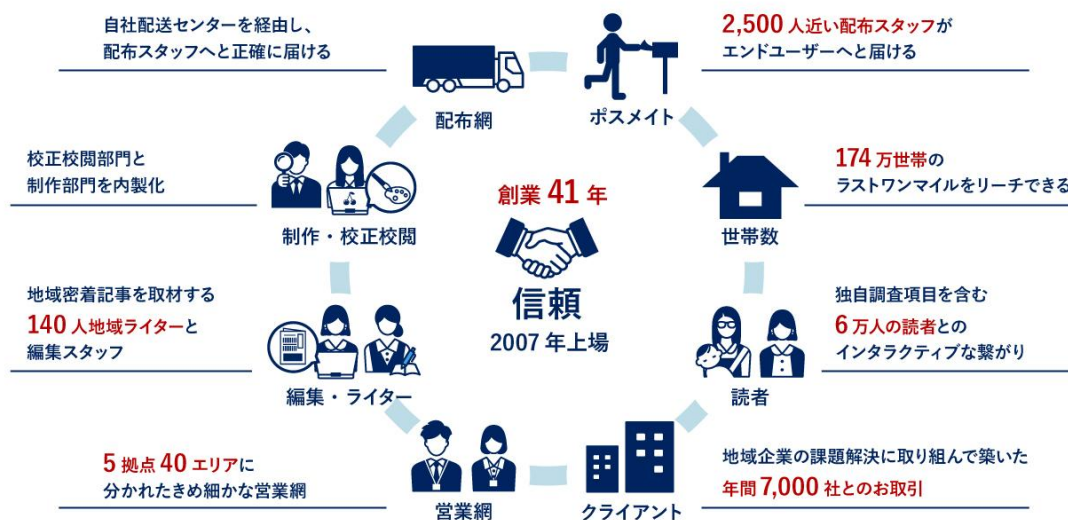 自社配送センターを経由し、
配布スタッフへと正確に届ける
配布網
2,500 人近い配布スタッフが
エンドユーザーへと届ける
ポスメイト
校正校閲部門と
制作部門を内製化
制作・校正校閲
174 万世帯の
ラストワンマイルをリーチできる
世帯数
創業 41 年
信頼
2007 年上場
地域密着記事を取材する
140 人地域ライターと
編集スタッフ
編集・ライター
独自調査項目を含む
6 万人の読者との
インタラクティブな繋がり
読者
5 拠点 40 エリアに
分かれたきめ細かな営業網
営業網
地域企業の課題解決に取り組んで築いた
年間 7,000 社とのお取引
クライアント